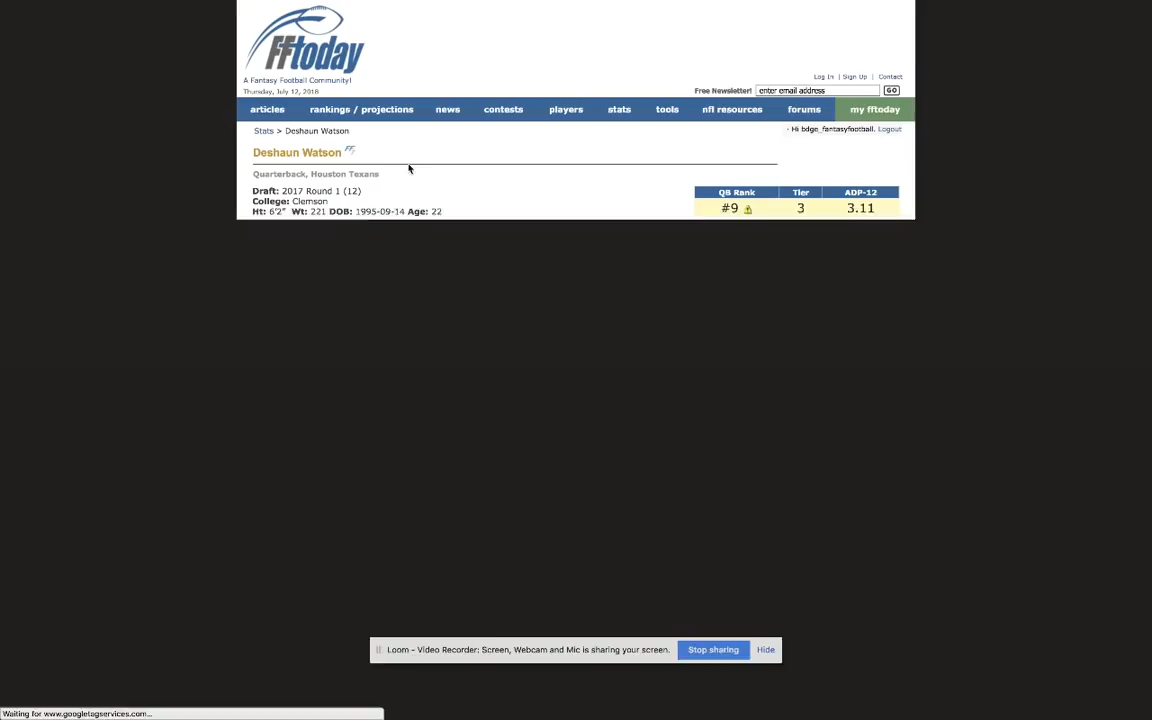 FFtoday
A Fantasy Football Community!
Thursday, July 12, 2018
Log In | Sign Up | Contact
Free Newsletter! enter email address GO
articles rankings / projections news contests players stats tools nfl resources forums my fftoday
Stats > Deshaun Watson
- Hi bdge_fantasyfootball. Logout
Deshaun Watson FF
Quarterback, Houston Texans
Draft: 2017 Round 1 (12)
College: Clemson
Ht: 6'2" Wt: 221 DOB: 1995-09-14 Age: 22
QB Rank Tier ADP-12
#9 3 3.11
Loom - Video Recorder: Screen, Webcam and Mic is sharing your screen. Stop sharing Hide
Waiting for www.googletagservices.com...